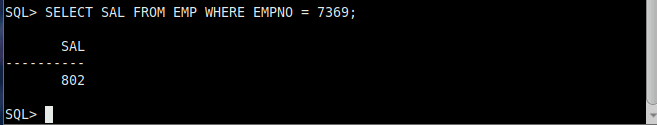 SQL> SELECT SAL FROM EMP WHERE EMPNO = 7369;
SAL
----------
802
SQL>